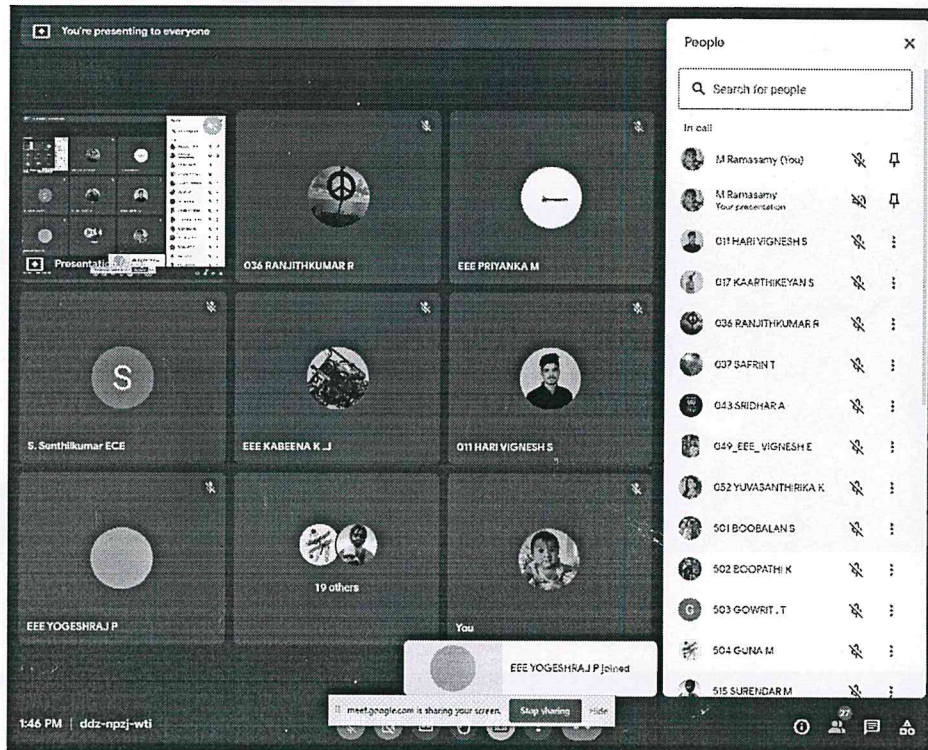 You're presenting to everyone
036 RANJITHKUMAR R
EEE PRIYANKA M
S
S. Senthilkumar ECE
EEE KABEENA K .J
011 HARI VIGNESH S
EEE YOGESHRAJ P
19 others
You
EEE YOGESHRAJ P joined
meet.google.com is sharing your screen.
Stop sharing
Hide
1:46 PM | ddz-npzj-wti
People
Search for people
In call
M Ramasamy (You)
M Ramasamy
Your presentation
011 HARI VIGNESH S
017 KAARTHIKEYAN S
036 RANJITHKUMAR R
037 SAFRIN T
043 SRIDHAR A
049_EEE_ VIGNESH E
052 YUVASANTHIRIKA K
501 BOOBALAN S
502 BOOPATHI K
G
503 GOWRI T . T
504 GUNA M
515 SURENDAR M
27